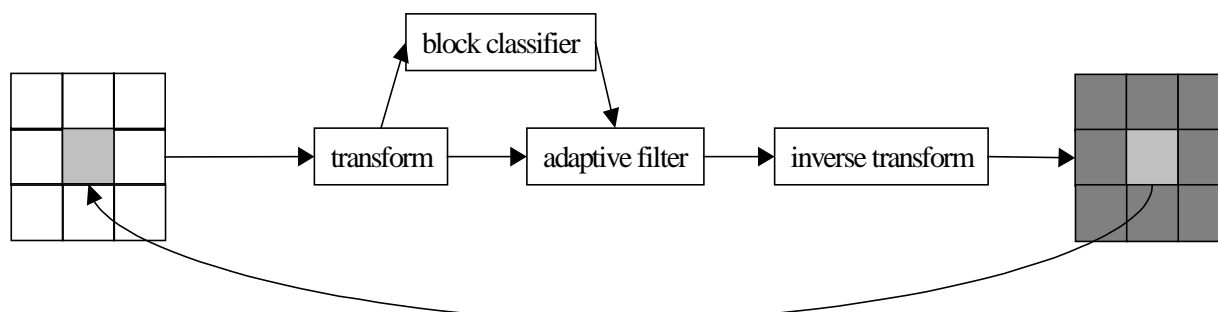 block classifier
transform
adaptive filter
inverse transform